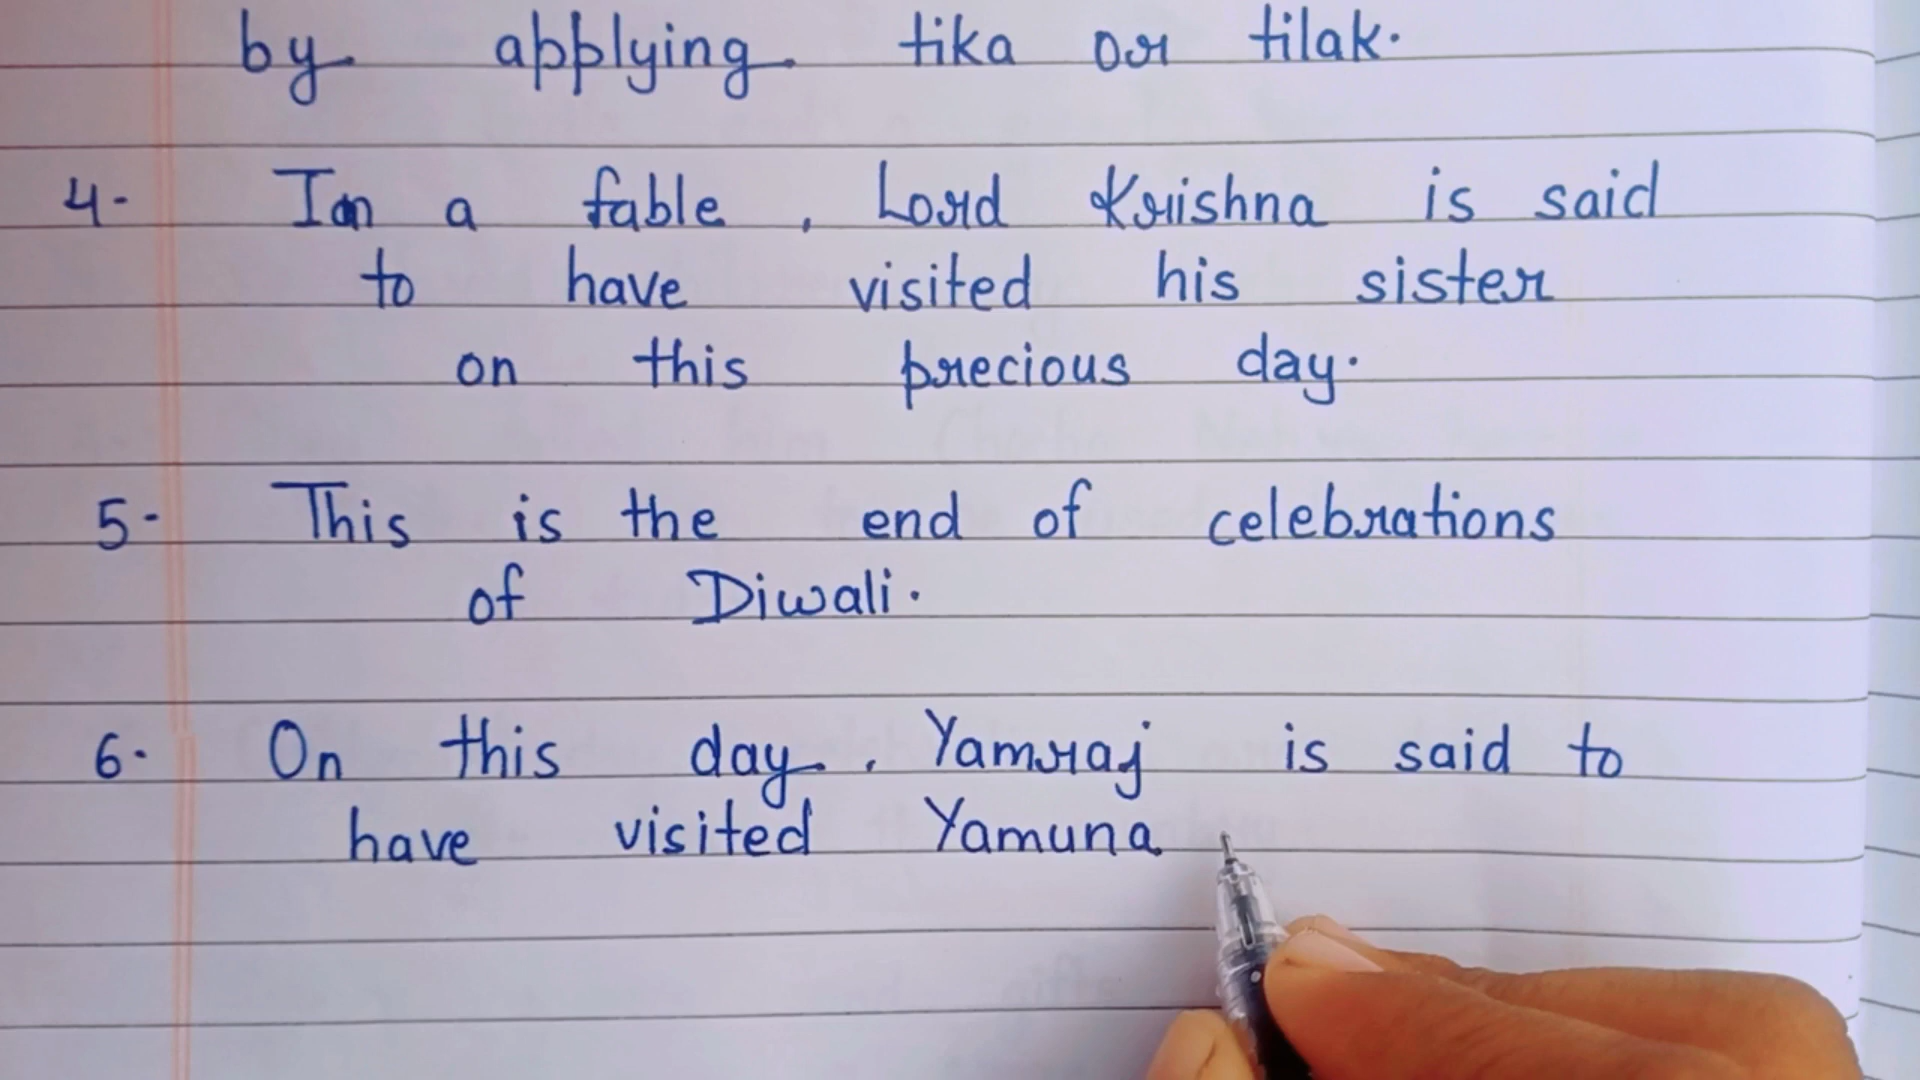 by applying tika or tilak.
4- In a fable, Lord Krishna is said
to have visited his sister
on this precious day.
5- This is the end of celebrations
of Diwali.
6- On this day, Yamraj is said to
have visited Yamuna